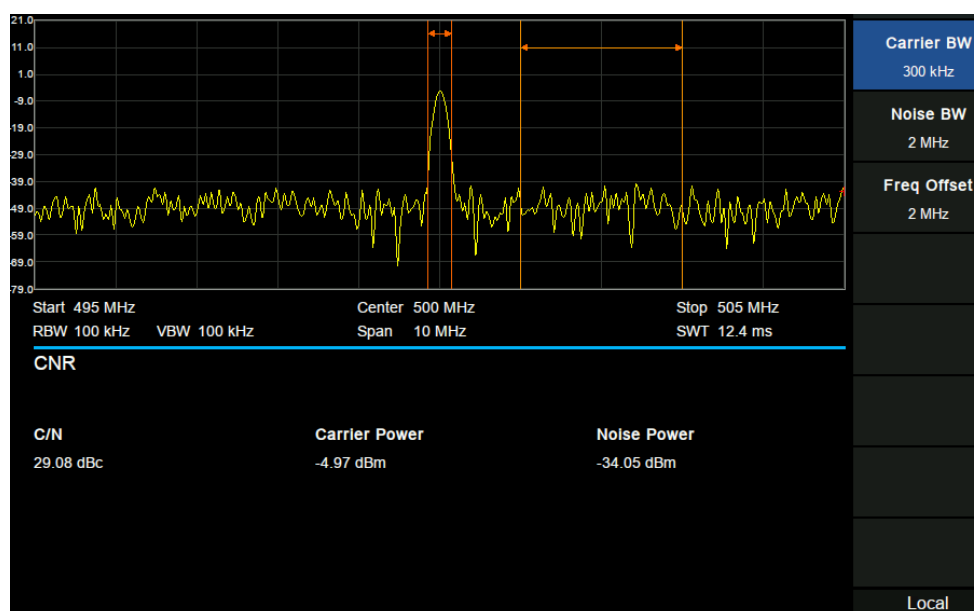 21.0
11.0
1.0
-9.0
-19.0
-29.0
-39.0
-49.0
-59.0
-69.0
-79.0
Start 495 MHz Center 500 MHz Stop 505 MHz
RBW 100 kHz VBW 100 kHz Span 10 MHz SWT 12.4 ms
CNR
C/N Carrier Power Noise Power
29.08 dBc -4.97 dBm -34.05 dBm
Carrier BW
300 kHz
Noise BW
2 MHz
Freq Offset
2 MHz
Local